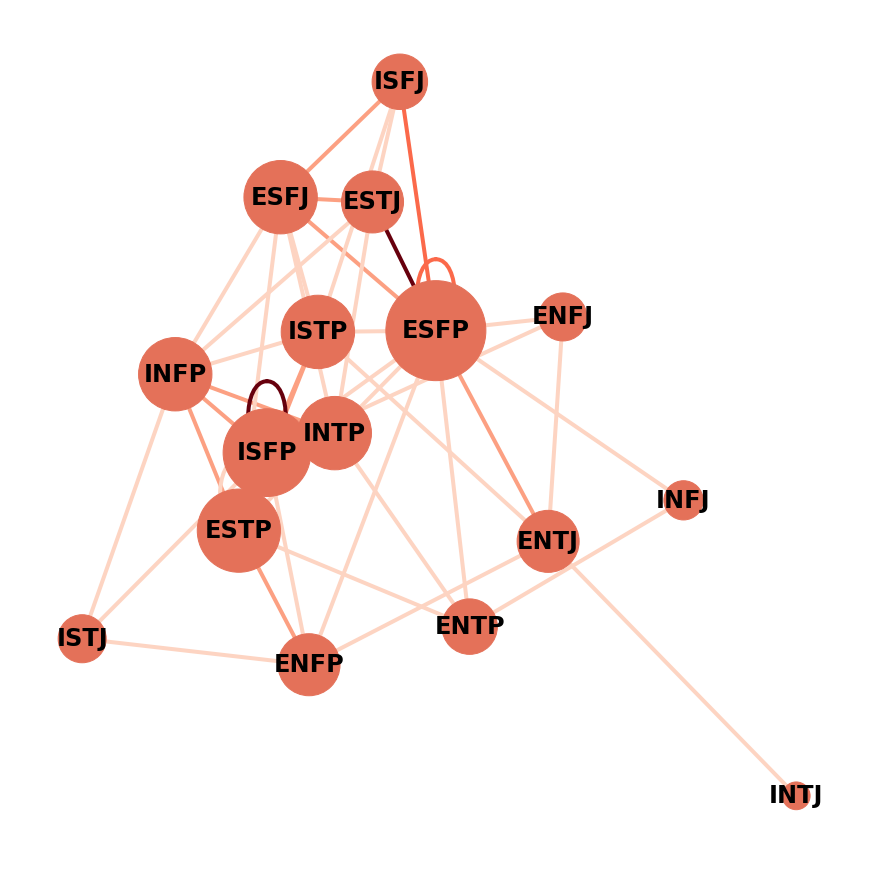 ISFJ
ESFJ
ESTJ
ENFJ
ISTP
ESFP
INFP
INTP
ISFP
INFJ
ESTP
ENTJ
ENTP
ISTJ
ENFP
INTJ